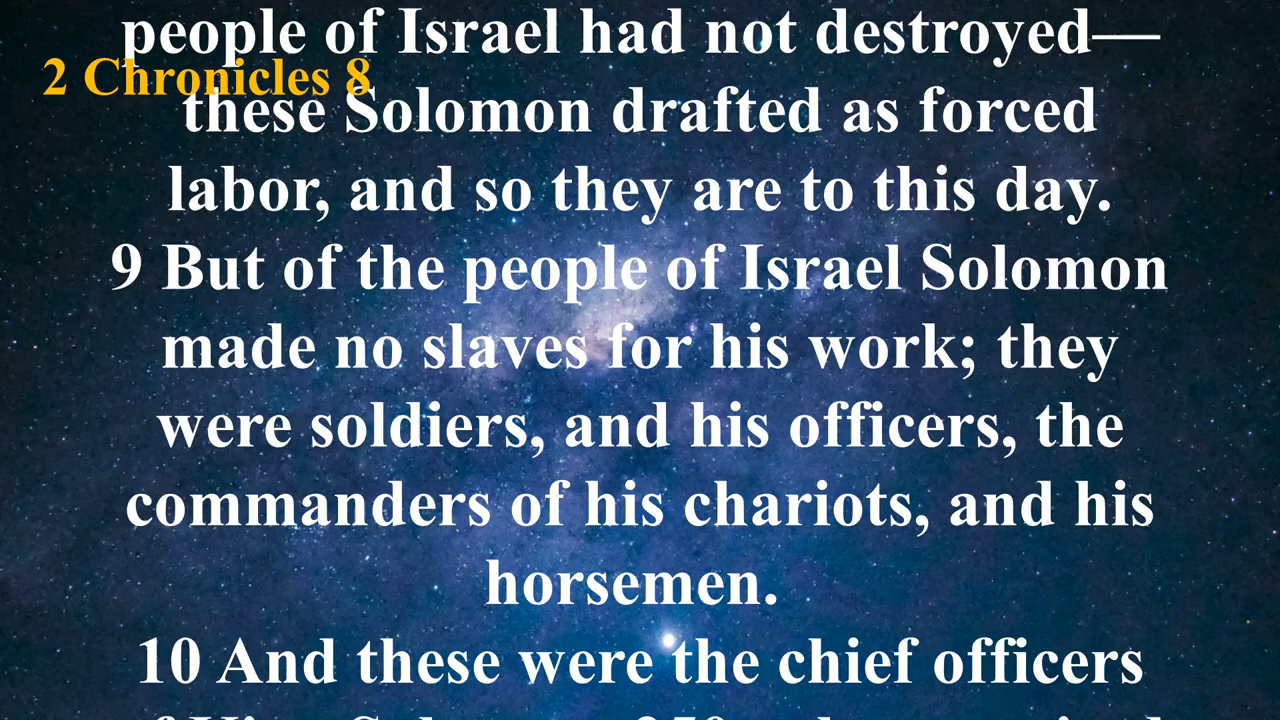 people of Israel had not destroyed—
2 Chronicles 8
these Solomon drafted as forced
labor, and so they are to this day.
9 But of the people of Israel Solomon
made no slaves for his work; they
were soldiers, and his officers, the
commanders of his chariots, and his
horsemen.
10 And these were the chief officers